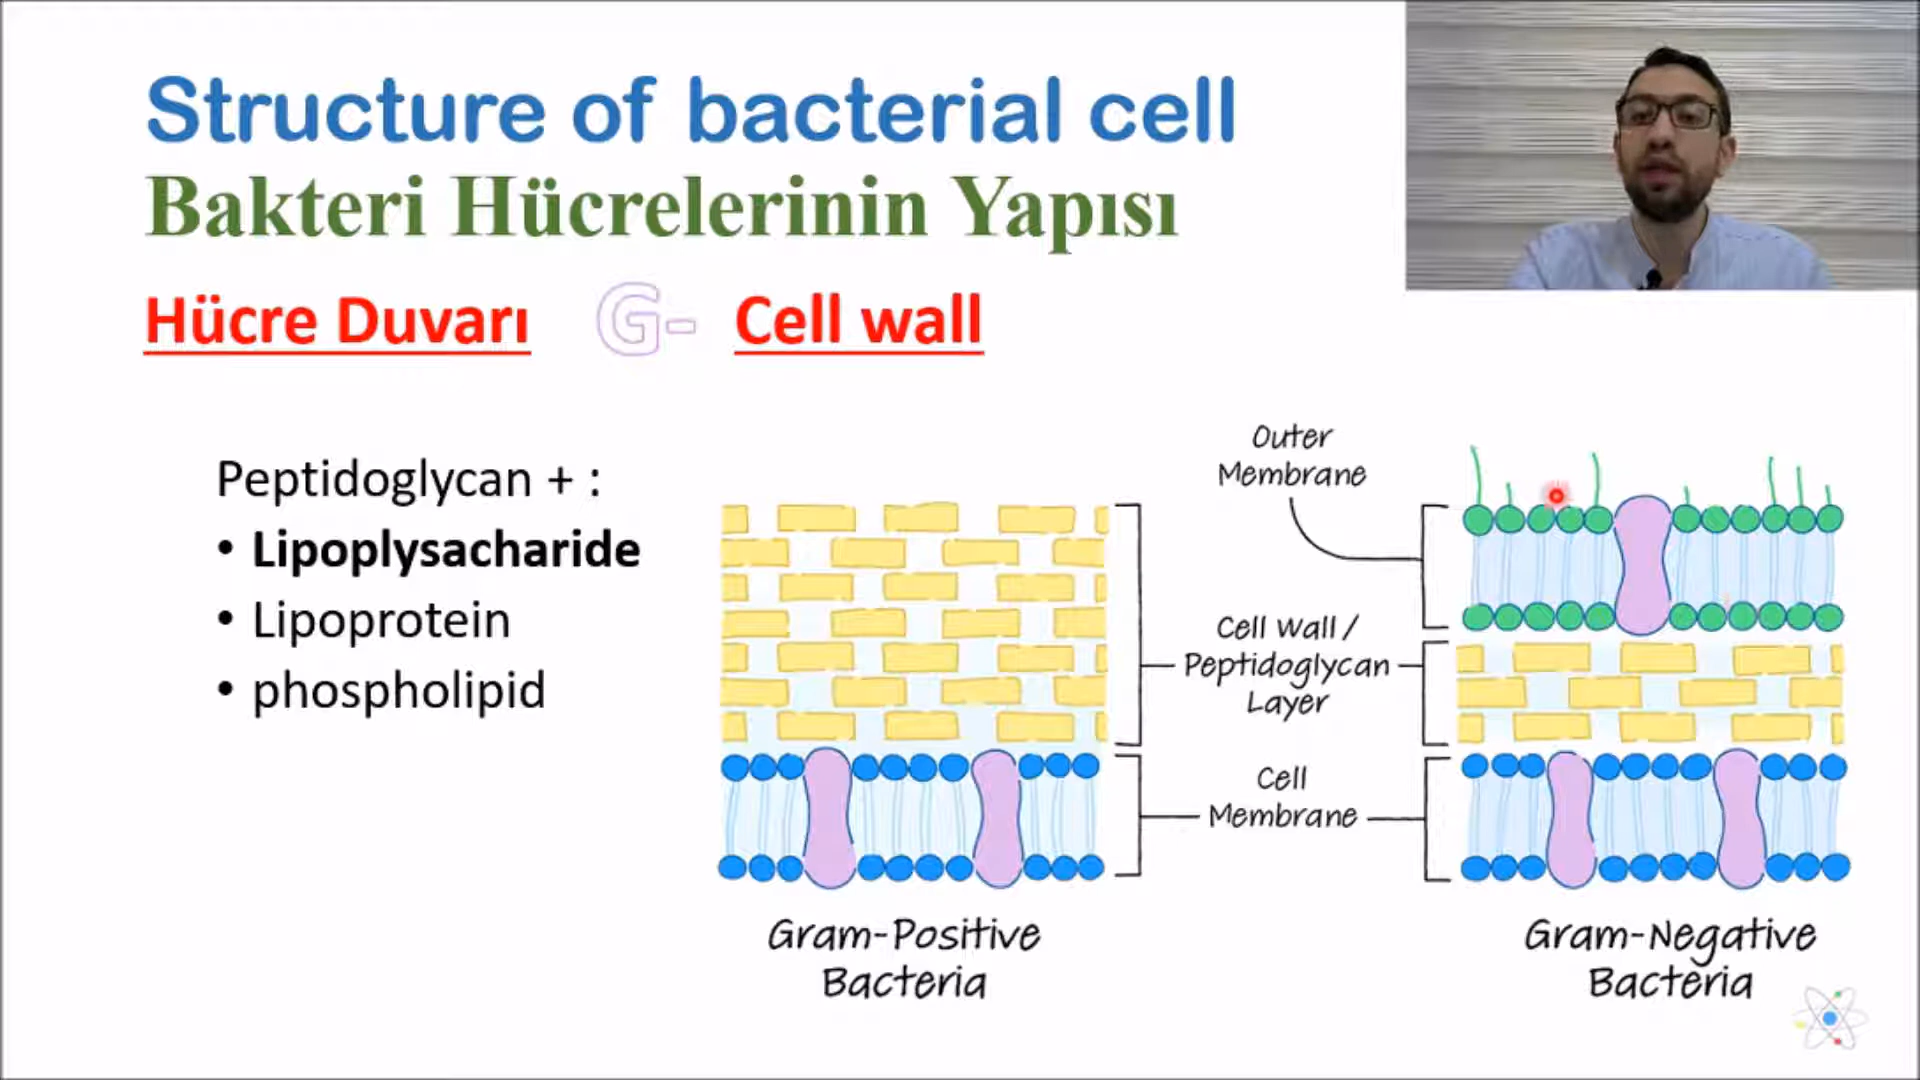 Structure of bacterial cell
Bakteri Hücrelerinin Yapısı
Hücre Duvarı G- Cell wall
Peptidoglycan + :
• Lipoplysacharide
• Lipoprotein
• phospholipid
Outer
Membrane
Cell Wall /
Peptidoglycan
Layer
Cell
Membrane
Gram-Positive
Bacteria
Gram-Negative
Bacteria